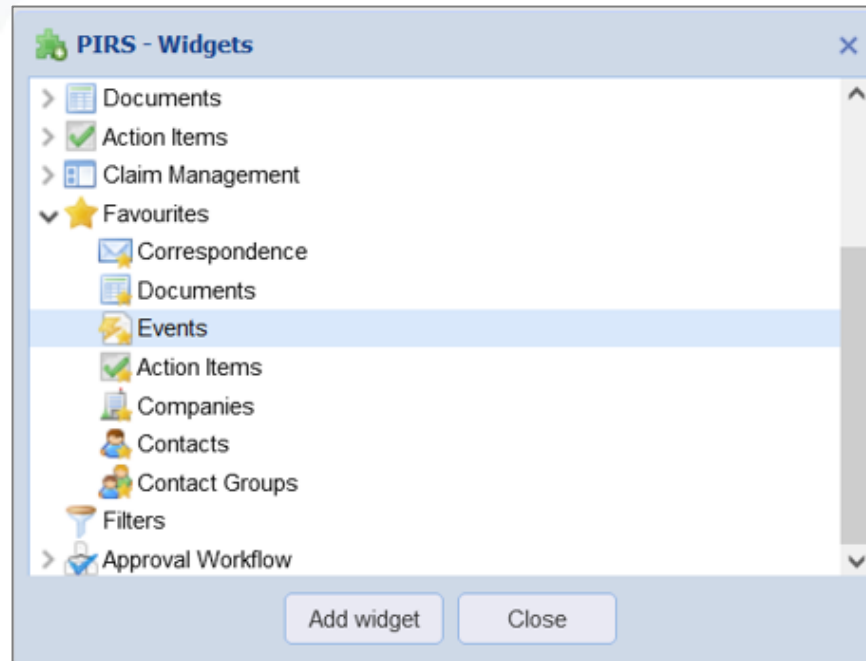 PIRS - Widgets
Documents
Action Items
Claim Management
Favourites
Correspondence
Documents
Events
Action Items
Companies
Contacts
Contact Groups
Filters
Approval Workflow
Add widget Close